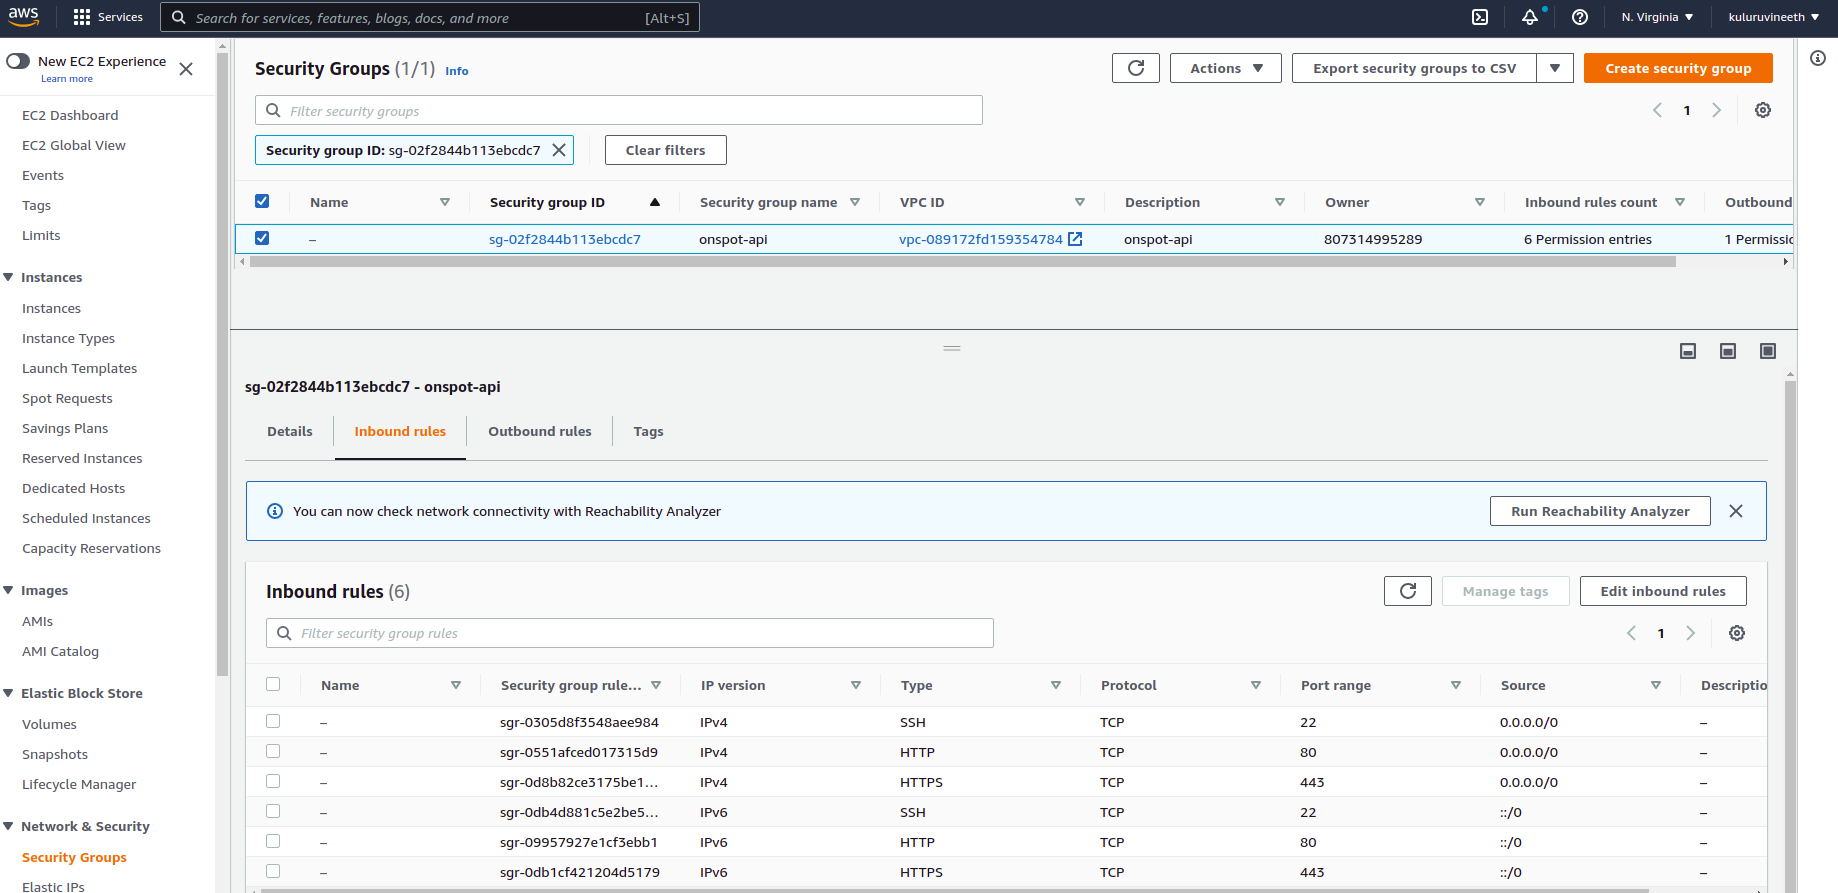 aws
Services
Search for services, features, blogs, docs, and more
[Alt+S]
N. Virginia
kuluruvineeth
New EC2 Experience
Learn more
EC2 Dashboard
EC2 Global View
Events
Tags
Limits
Instances
Instances
Instance Types
Launch Templates
Spot Requests
Savings Plans
Reserved Instances
Dedicated Hosts
Scheduled Instances
Capacity Reservations
Images
AMIs
AMI Catalog
Elastic Block Store
Volumes
Snapshots
Lifecycle Manager
Network & Security
Security Groups
Elastic IPs
Security Groups (1/1) Info
Actions
Export security groups to CSV
Create security group
Filter security groups
1
Security group ID: sg-02f2844b113ebcdc7
Clear filters
Name Security group ID Security group name VPC ID Description Owner Inbound rules count Outbound
– sg-02f2844b113ebcdc7 onspot-api vpc-089172fd159354784 onspot-api 807314995289 6 Permission entries 1 Permissic
sg-02f2844b113ebcdc7 - onspot-api
Details Inbound rules Outbound rules Tags
You can now check network connectivity with Reachability Analyzer
Run Reachability Analyzer
Inbound rules (6)
Manage tags
Edit inbound rules
Filter security group rules
1
Name Security group rule... IP version Type Protocol Port range Source Descriptio
– sgr-0305d8f3548aee984 IPv4 SSH TCP 22 0.0.0.0/0 –
– sgr-0551afced017315d9 IPv4 HTTP TCP 80 0.0.0.0/0 –
– sgr-0d8b82ce3175be1... IPv4 HTTPS TCP 443 0.0.0.0/0 –
– sgr-0db4d881c5e2be5... IPv6 SSH TCP 22 ::/0 –
– sgr-09957927e1cf3ebb1 IPv6 HTTP TCP 80 ::/0 –
– sgr-0db1cf421204d5179 IPv6 HTTPS TCP 443 ::/0 –